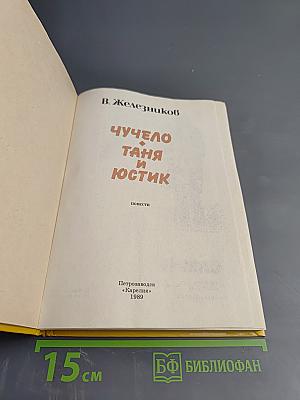 В. Железников
ЧУЧЕЛО
ТАНЯ
И
ЮСТИК
повести
Петрозаводск
«Карелия»
1989
15 см
БФ БИБЛИОФАН